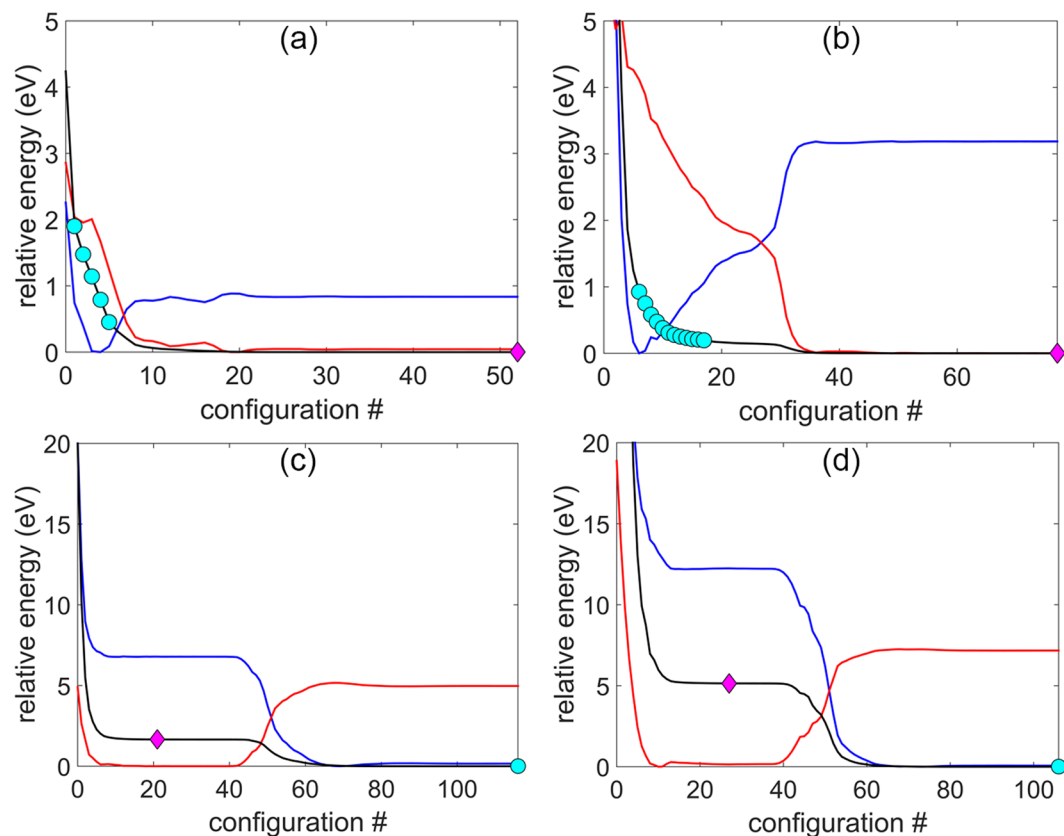 (a)
relative energy (eV)
5
4
3
2
1
0
0 10 20 30 40 50
configuration #
(b)
relative energy (eV)
5
4
3
2
1
0
0 20 40 60
configuration #
(c)
relative energy (eV)
20
15
10
5
0
0 20 40 60 80 100
configuration #
(d)
relative energy (eV)
20
15
10
5
0
0 20 40 60 80 100
configuration #